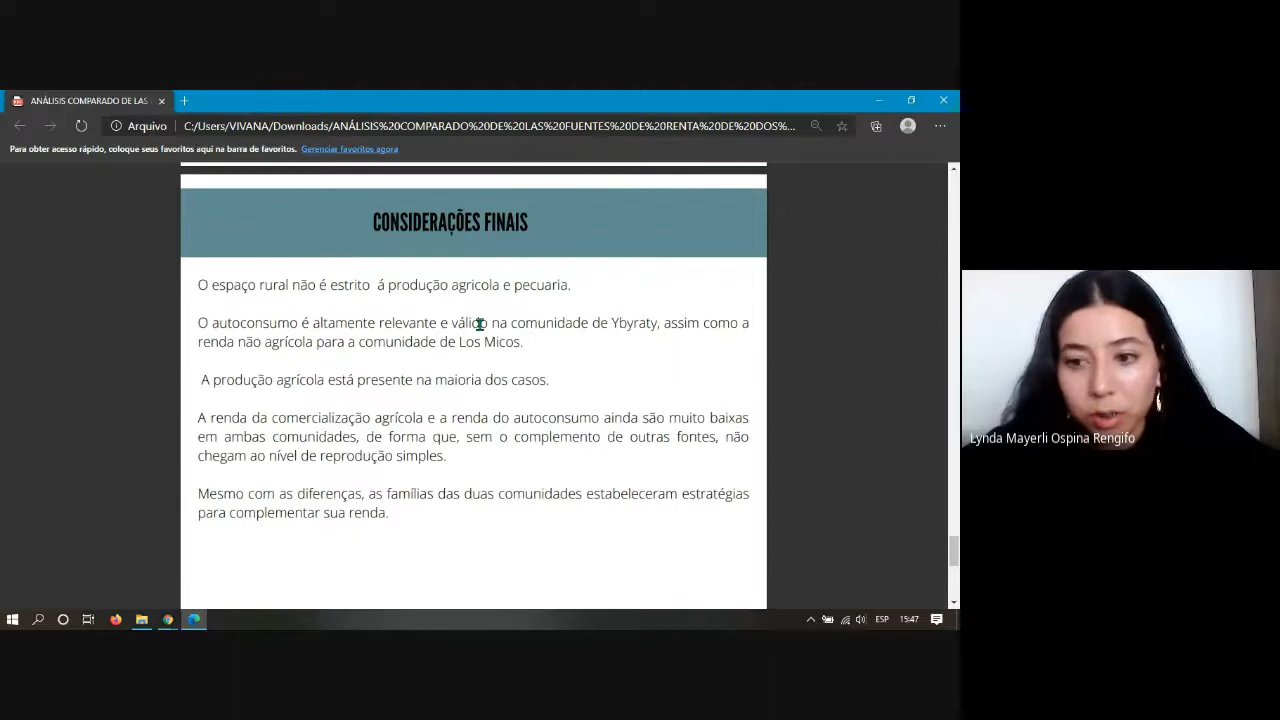 ANÁLISIS COMPARADO DE LAS
Arquivo
C:/Users/VIVANA/Downloads/ANÁLISIS%20COMPARADO%20DE%20LAS%20FUENTES%20DE%20RENTA%20DE%20DOS%...
Para obter acesso rápido, coloque seus favoritos aqui na barra de favoritos. Gerenciar favoritos agora
CONSIDERAÇÕES FINAIS
O espaço rural não é estrito á produção agricola e pecuaria.
O autoconsumo é altamente relevante e válido na comunidade de Ybyraty, assim como a
renda não agrícola para a comunidade de Los Micos.
A produção agrícola está presente na maioria dos casos.
A renda da comercialização agrícola e a renda do autoconsumo ainda são muito baixas
em ambas comunidades, de forma que, sem o complemento de outras fontes, não
chegam ao nível de reprodução simples.
Mesmo com as diferenças, as famílias das duas comunidades estabeleceram estratégias
para complementar sua renda.
Lynda Mayerli Ospina Rengifo
ESP
15:47